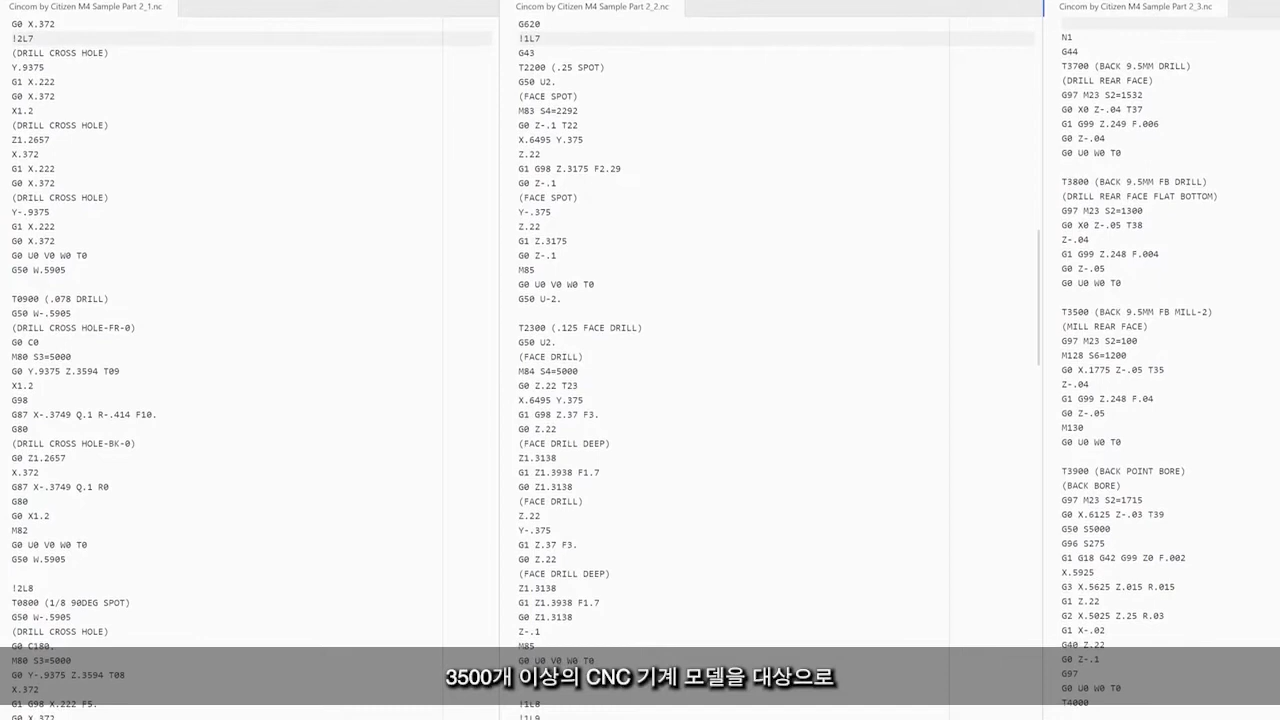 Cincom by Citizen M4 Sample Part 2_1.nc
G0 X.372
!2L7
(DRILL CROSS HOLE)
Y.9375
G1 X.222
G0 X.372
X1.2
(DRILL CROSS HOLE)
Z1.2657
X.372
G1 X.222
G0 X.372
(DRILL CROSS HOLE)
Y-.9375
G1 X.222
G0 X.372
G0 U0 V0 W0 T0
G50 W.5905
T0900 (.078 DRILL)
G50 W-.5905
(DRILL CROSS HOLE-FR-0)
G0 C0
M80 S3=5000
G0 Y.9375 Z.3594 T09
X1.2
G98
G87 X-.3749 Q.1 R-.414 F10.
G80
(DRILL CROSS HOLE-BK-0)
G0 Z1.2657
X.372
G87 X-.3749 Q.1 R0
G80
G0 X1.2
M82
G0 U0 V0 W0 T0
G50 W.5905
!2L8
T0800 (1/8 90DEG SPOT)
G50 W-.5905
(DRILL CROSS HOLE)
G0 C180.
M80 S3=5000
G0 Y-.9375 Z.3594 T08
X.372
G1 G98 X.222 F5.
G0 X.372
Cincom by Citizen M4 Sample Part 2_2.nc
G620
!1L7
G43
T2200 (.25 SPOT)
G50 U2.
(FACE SPOT)
M83 S4=2292
G0 Z-.1 T22
X.6495 Y.375
Z.22
G1 G98 Z.3175 F2.29
G0 Z-.1
(FACE SPOT)
Y-.375
Z.22
G1 Z.3175
G0 Z-.1
M85
G0 U0 V0 W0 T0
G50 U-2.
T2300 (.125 FACE DRILL)
G50 U2.
(FACE DRILL)
M84 S4=5000
G0 Z.22 T23
X.6495 Y.375
G1 G98 Z.37 F3.
G0 Z.22
(FACE DRILL DEEP)
Z1.3138
G1 Z1.3938 F1.7
G0 Z1.3138
(FACE DRILL)
Z.22
Y-.375
G1 Z.37 F3.
G0 Z.22
(FACE DRILL DEEP)
Z1.3138
G1 Z1.3938 F1.7
G0 Z1.3138
Z-.1
M85
G0 U0 V0 W0 T0
!1L8
!1L9
Cincom by Citizen M4 Sample Part 2_3.nc
N1
G44
T3700 (BACK 9.5MM DRILL)
(DRILL REAR FACE)
G97 M23 S2=1532
G0 X0 Z-.04 T37
G1 G99 Z.249 F.006
G0 Z-.04
G0 U0 W0 T0
T3800 (BACK 9.5MM FB DRILL)
(DRILL REAR FACE FLAT BOTTOM)
G97 M23 S2=1300
G0 X0 Z-.05 T38
Z-.04
G1 G99 Z.248 F.004
G0 Z-.05
G0 U0 W0 T0
T3500 (BACK 9.5MM FB MILL-2)
(MILL REAR FACE)
G97 M23 S2=100
M128 S6=1200
G0 X.1775 Z-.05 T35
Z-.04
G1 G99 Z.248 F.04
G0 Z-.05
M130
G0 U0 W0 T0
T3900 (BACK POINT BORE)
(BACK BORE)
G97 M23 S2=1715
G0 X.6125 Z-.03 T39
G50 S5000
G96 S275
G1 G18 G42 G99 Z0 F.002
X.5925
G3 X.5625 Z.015 R.015
G1 Z.22
G2 X.5025 Z.25 R.03
G1 X-.02
G40 Z.22
G0 Z-.1
G97
G0 U0 W0 T0
T4000
3500개 이상의 CNC 기계 모델을 대상으로